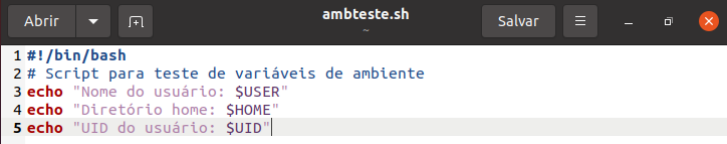 Abrir
ambteste.sh
~
Salvar
1 #!/bin/bash
2 # Script para teste de variáveis de ambiente
3 echo "Nome do usuário: $USER"
4 echo "Diretório home: $HOME"
5 echo "UID do usuário: $UID"